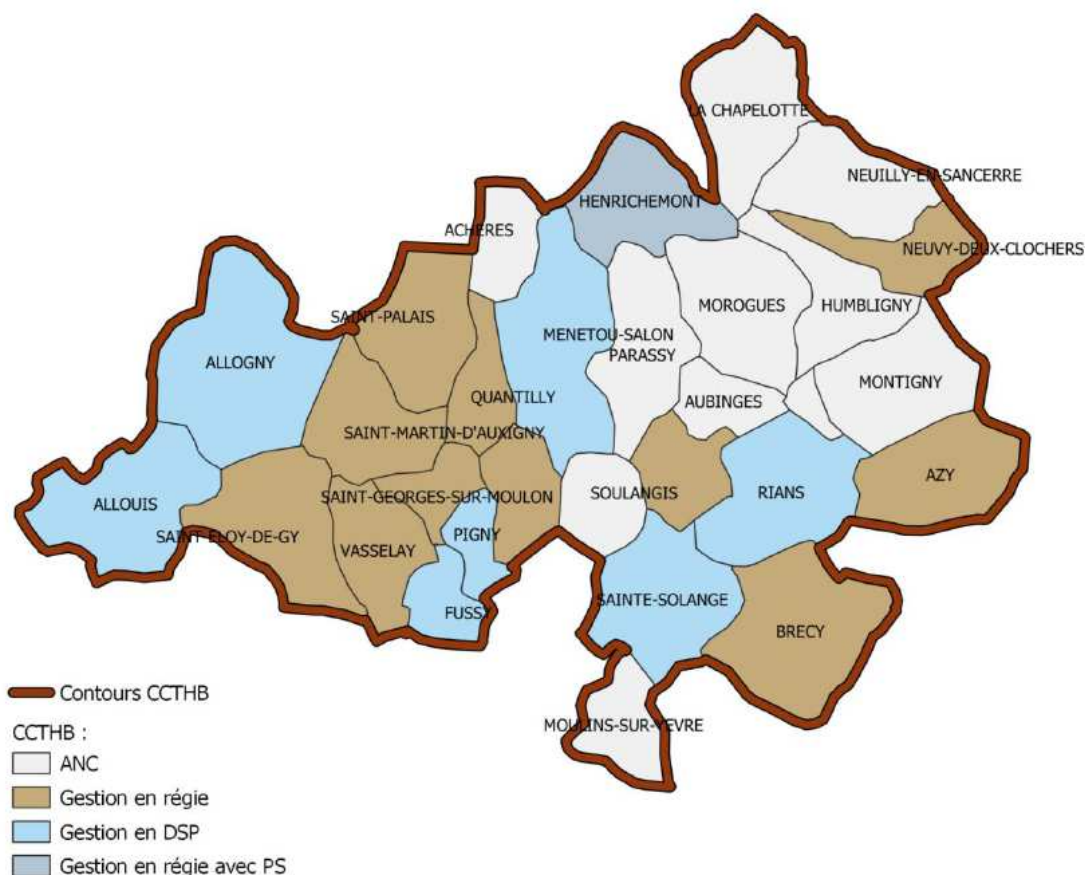 LA CHAPELOTTE
NEUILLY-EN-SANCERRE
HENRICHEMONT
ACHERES
NEUVY-DEUX-CLOCHERS
MOROGUES
HUMBLIGNY
SAINT-PALAIS
MENETOU-SALON
PARASSY
ALLOGNY
MONTIGNY
QUANTILLY
AUBINGES
SAINT-MARTIN-D'AUXIGNY
AZY
SAINT-GEORGES-SUR-MOULON
SOULANGIS
RIANS
ALLOUIS
SAINT-ELOY-DE-GY
PIGNY
VASSELAY
SAINTE-SOLANGE
FUSSY
BRECY
MOULINS-SUR-YEVRE
Contours CCTHB
CCTHB :
ANC
Gestion en régie
Gestion en DSP
Gestion en régie avec PS